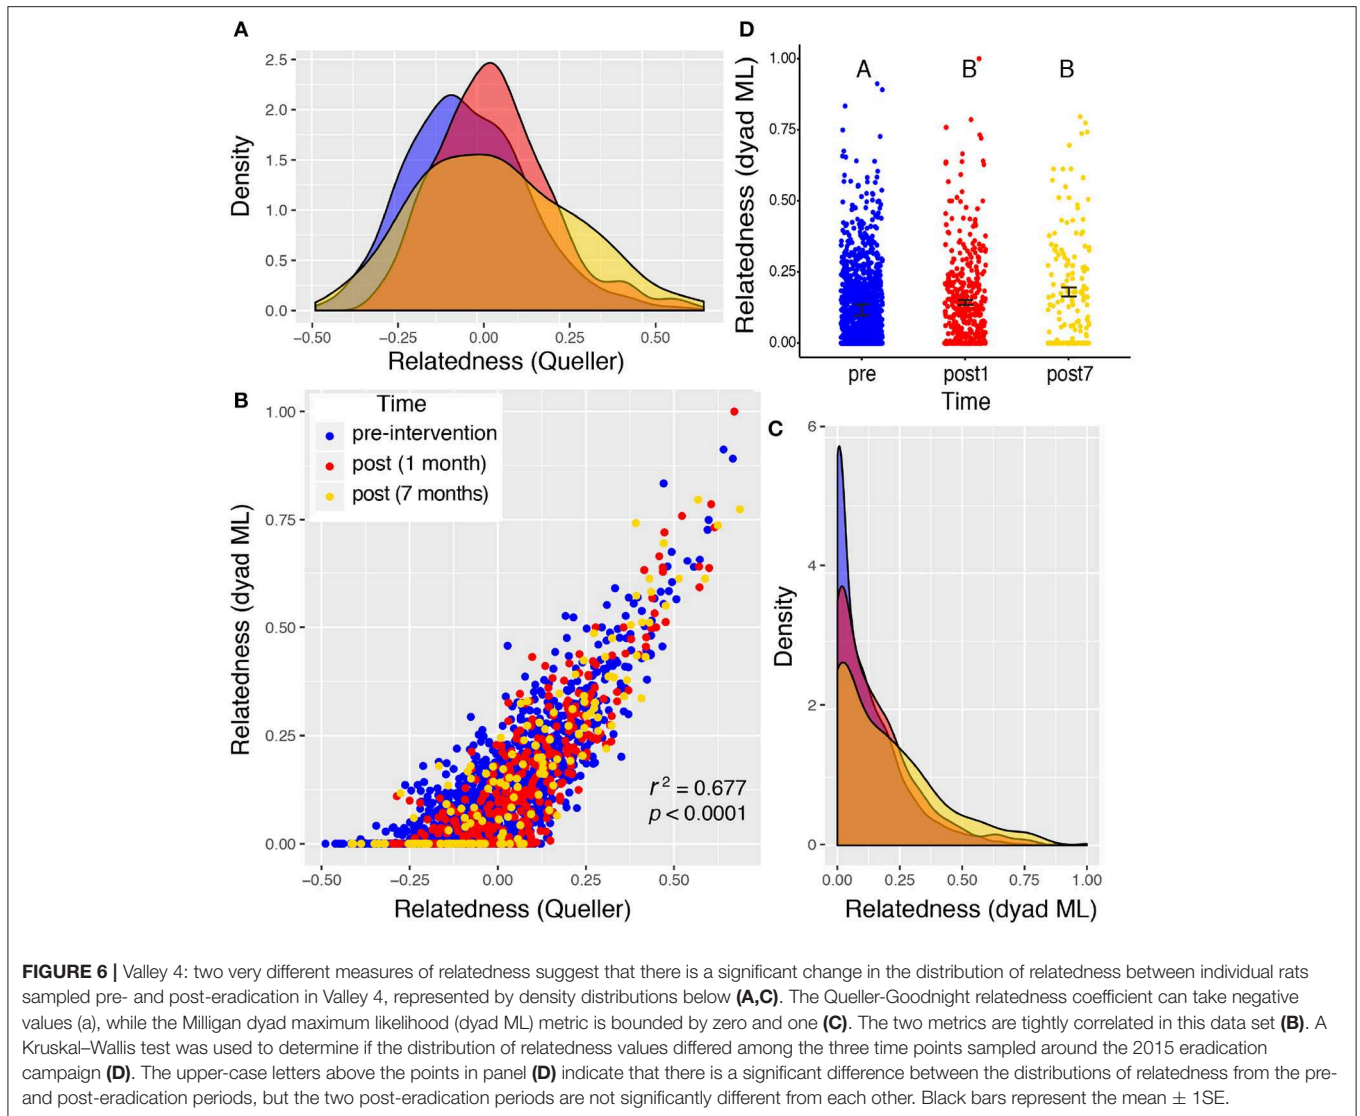 A
2.5
2.0
1.5
1.0
0.5
0.0
Density
−0.50
−0.25
0.00
0.25
0.50
Relatedness (Queller)
D
1.00
0.75
0.50
0.25
0.00
Relatedness (dyad ML)
A
B
B
pre
post1
post7
Time
B
Time
pre-intervention
post (1 month)
post (7 months)
1.00
0.75
0.50
0.25
0.00
Relatedness (dyad ML)
r² = 0.677
p < 0.0001
−0.50
−0.25
0.00
0.25
0.50
Relatedness (Queller)
C
6
4
2
0
Density
0.00
0.25
0.50
0.75
1.00
Relatedness (dyad ML)
FIGURE 6 | Valley 4: two very different measures of relatedness suggest that there is a significant change in the distribution of relatedness between individual rats
sampled pre- and post-eradication in Valley 4, represented by density distributions below (A,C). The Queller-Goodnight relatedness coefficient can take negative
values (a), while the Milligan dyad maximum likelihood (dyad ML) metric is bounded by zero and one (C). The two metrics are tightly correlated in this data set (B). A
Kruskal–Wallis test was used to determine if the distribution of relatedness values differed among the three time points sampled around the 2015 eradication
campaign (D). The upper-case letters above the points in panel (D) indicate that there is a significant difference between the distributions of relatedness from the pre-
and post-eradication periods, but the two post-eradication periods are not significantly different from each other. Black bars represent the mean ± 1SE.